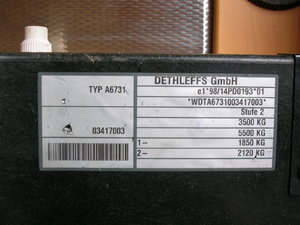 DETHLEFFS GmbH
TYP A6731
e1*98/14PD0193*01
*WDTA6731003417003*
Stufe 2
3500 KG
5500 KG
03417003
1– 1850 KG
2– 2120 KG